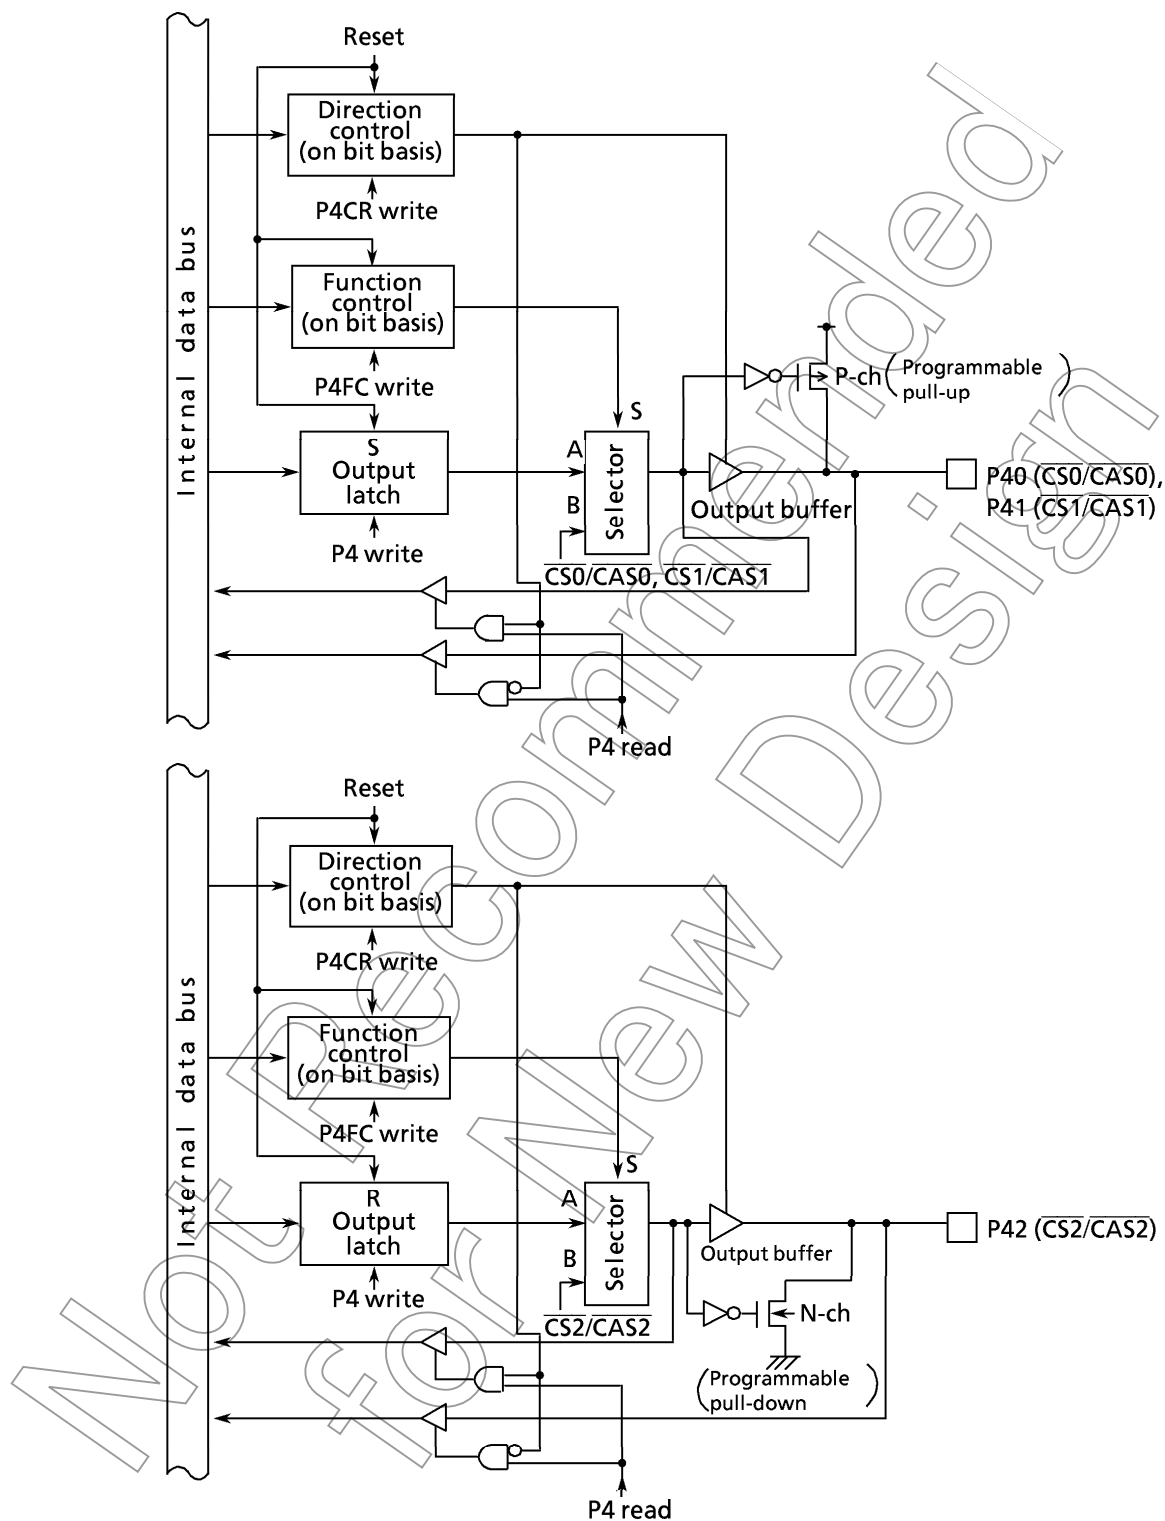 Reset
Direction
control
(on bit basis)
P4CR write
Function
control
(on bit basis)
P4FC write
Internal data bus
S
Output
latch
P4 write
S
A
B
Selector
P-ch (Programmable
pull-up)
Output buffer
P40 (CS0/CAS0),
P41 (CS1/CAS1)
CS0/CAS0, CS1/CAS1
P4 read
Reset
Direction
control
(on bit basis)
P4CR write
Function
control
(on bit basis)
P4FC write
Internal data bus
R
Output
latch
P4 write
S
A
B
Selector
Output buffer
P42 (CS2/CAS2)
N-ch
(Programmable
pull-down)
CS2/CAS2
P4 read
Not Recommended
for New Design